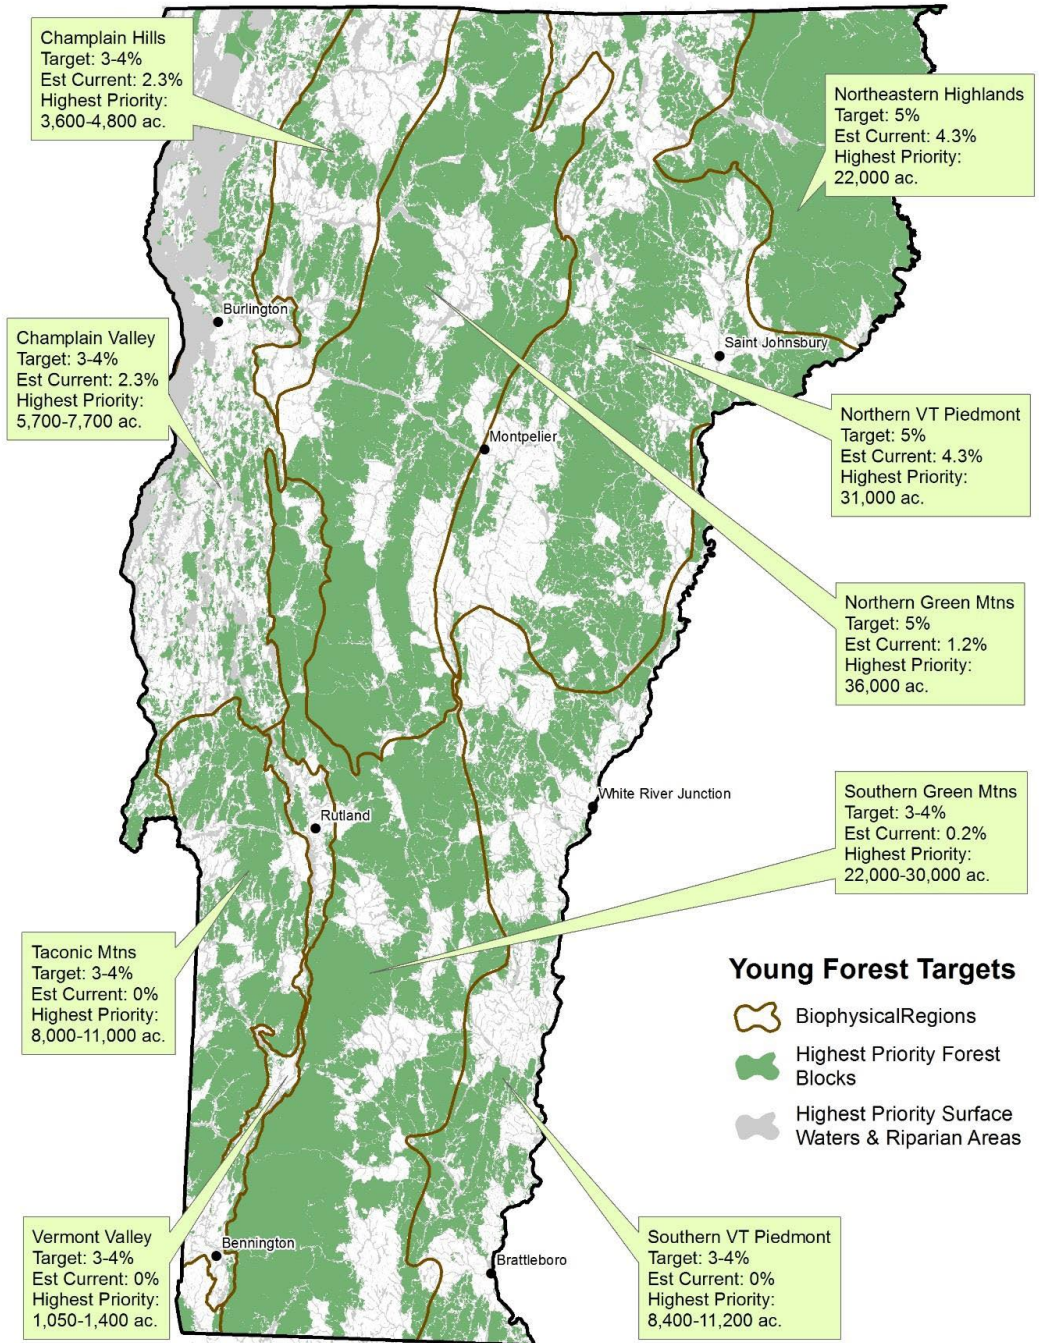 Champlain Hills
Target: 3-4%
Est Current: 2.3%
Highest Priority:
3,600-4,800 ac.
Northeastern Highlands
Target: 5%
Est Current: 4.3%
Highest Priority:
22,000 ac.
Burlington
Champlain Valley
Target: 3-4%
Est Current: 2.3%
Highest Priority:
5,700-7,700 ac.
Saint Johnsbury
Northern VT Piedmont
Target: 5%
Est Current: 4.3%
Highest Priority:
31,000 ac.
Montpelier
Northern Green Mtns
Target: 5%
Est Current: 1.2%
Highest Priority:
36,000 ac.
White River Junction
Southern Green Mtns
Target: 3-4%
Est Current: 0.2%
Highest Priority:
22,000-30,000 ac.
Rutland
Taconic Mtns
Target: 3-4%
Est Current: 0%
Highest Priority:
8,000-11,000 ac.
Young Forest Targets
BiophysicalRegions
Highest Priority Forest
Blocks
Highest Priority Surface
Waters & Riparian Areas
Vermont Valley
Target: 3-4%
Est Current: 0%
Highest Priority:
1,050-1,400 ac.
Bennington
Brattleboro
Southern VT Piedmont
Target: 3-4%
Est Current: 0%
Highest Priority:
8,400-11,200 ac.